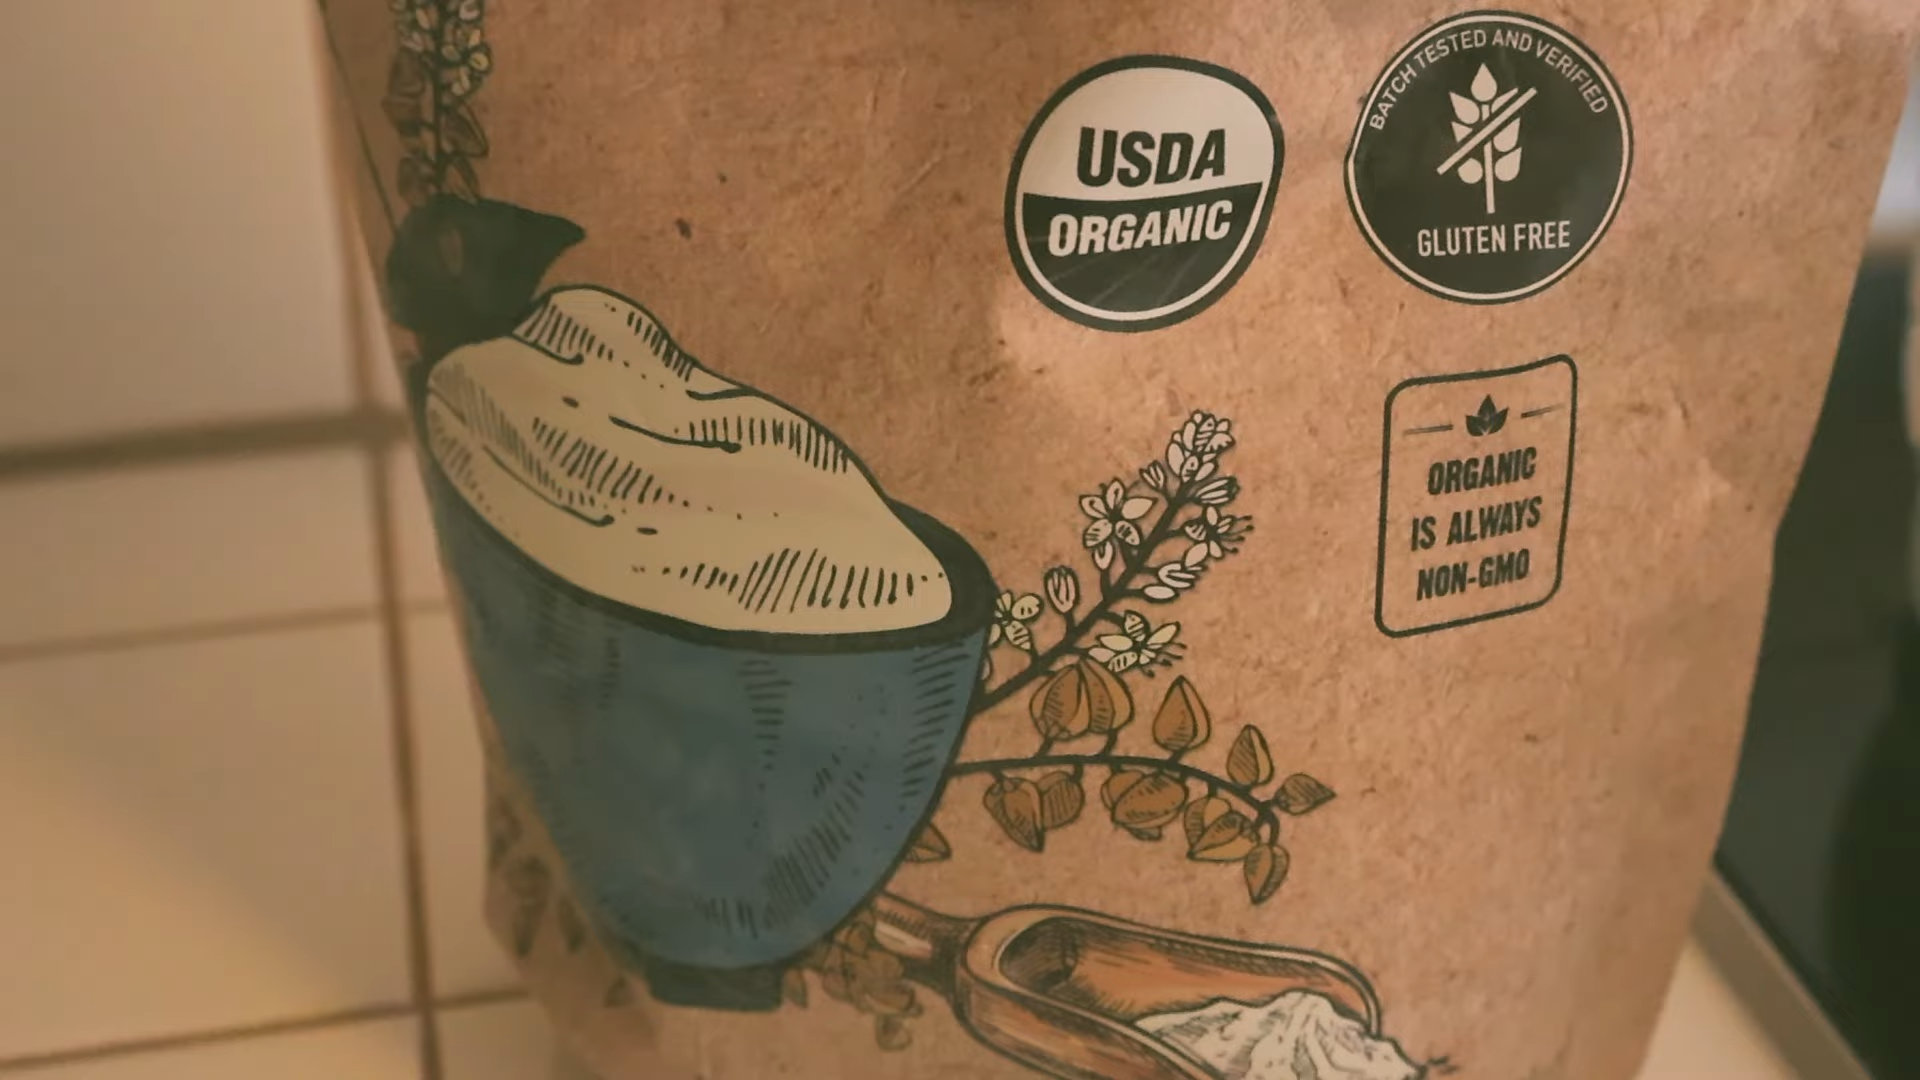 USDA
ORGANIC
BATCH TESTED AND VERIFIED
GLUTEN FREE
ORGANIC
IS ALWAYS
NON-GMO